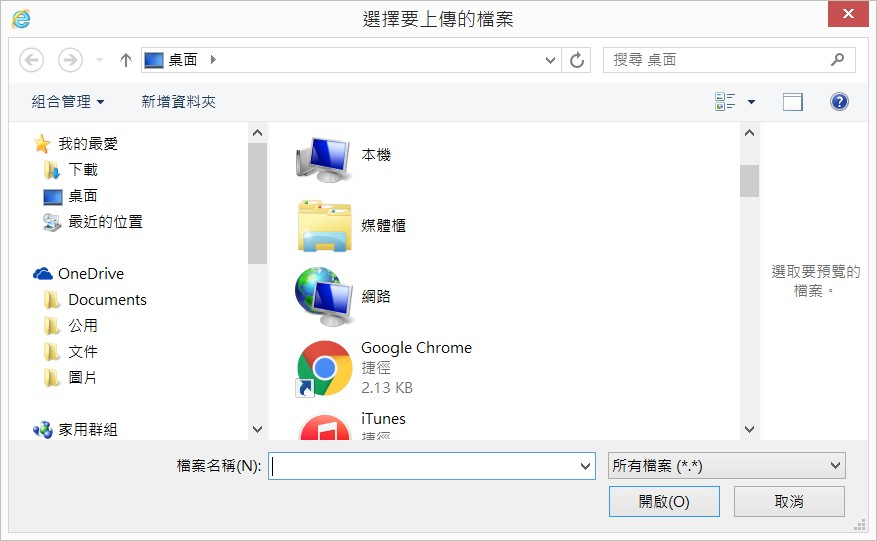 選擇要上傳的檔案
桌面
搜尋 桌面
組合管理
新增資料夾
我的最愛
下載
桌面
最近的位置
OneDrive
Documents
公用
文件
圖片
家用群組
本機
媒體櫃
網路
Google Chrome
捷徑
2.13 KB
iTunes
捷徑
選取要預覽的
檔案。
檔案名稱(N):
所有檔案 (*.*)
開啟(O)
取消